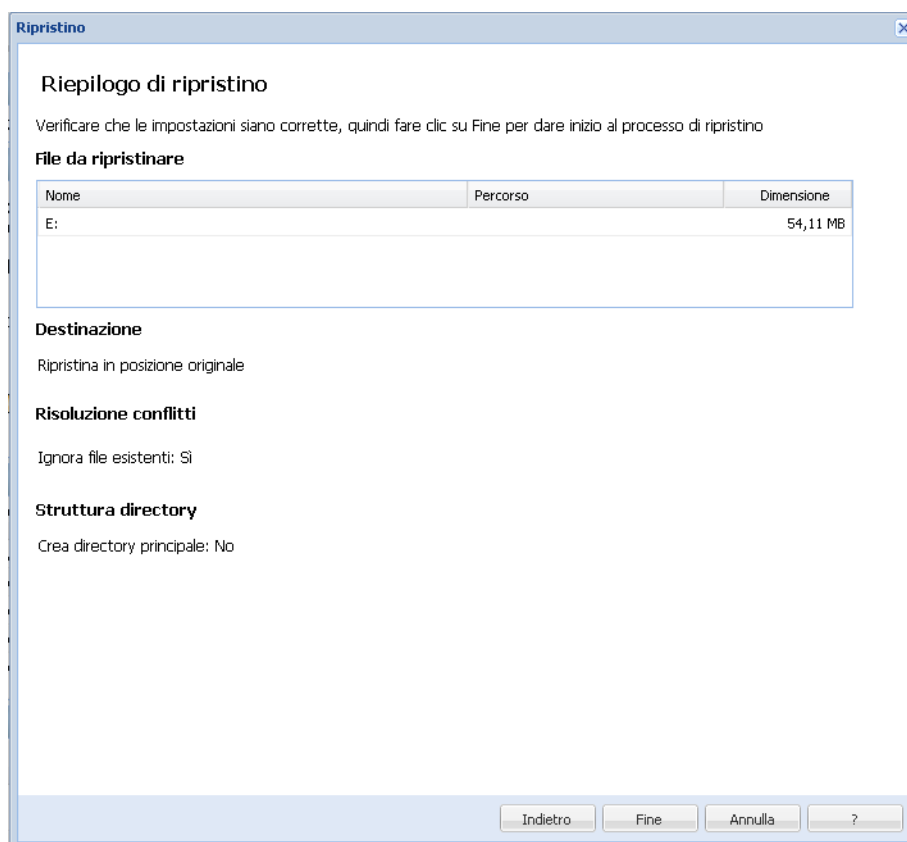 Ripristino
Riepilogo di ripristino
Verificare che le impostazioni siano corrette, quindi fare clic su Fine per dare inizio al processo di ripristino
File da ripristinare
Nome Percorso Dimensione
E: 54,11 MB
Destinazione
Ripristina in posizione originale
Risoluzione conflitti
Ignora file esistenti: Sì
Struttura directory
Crea directory principale: No
Indietro Fine Annulla ?